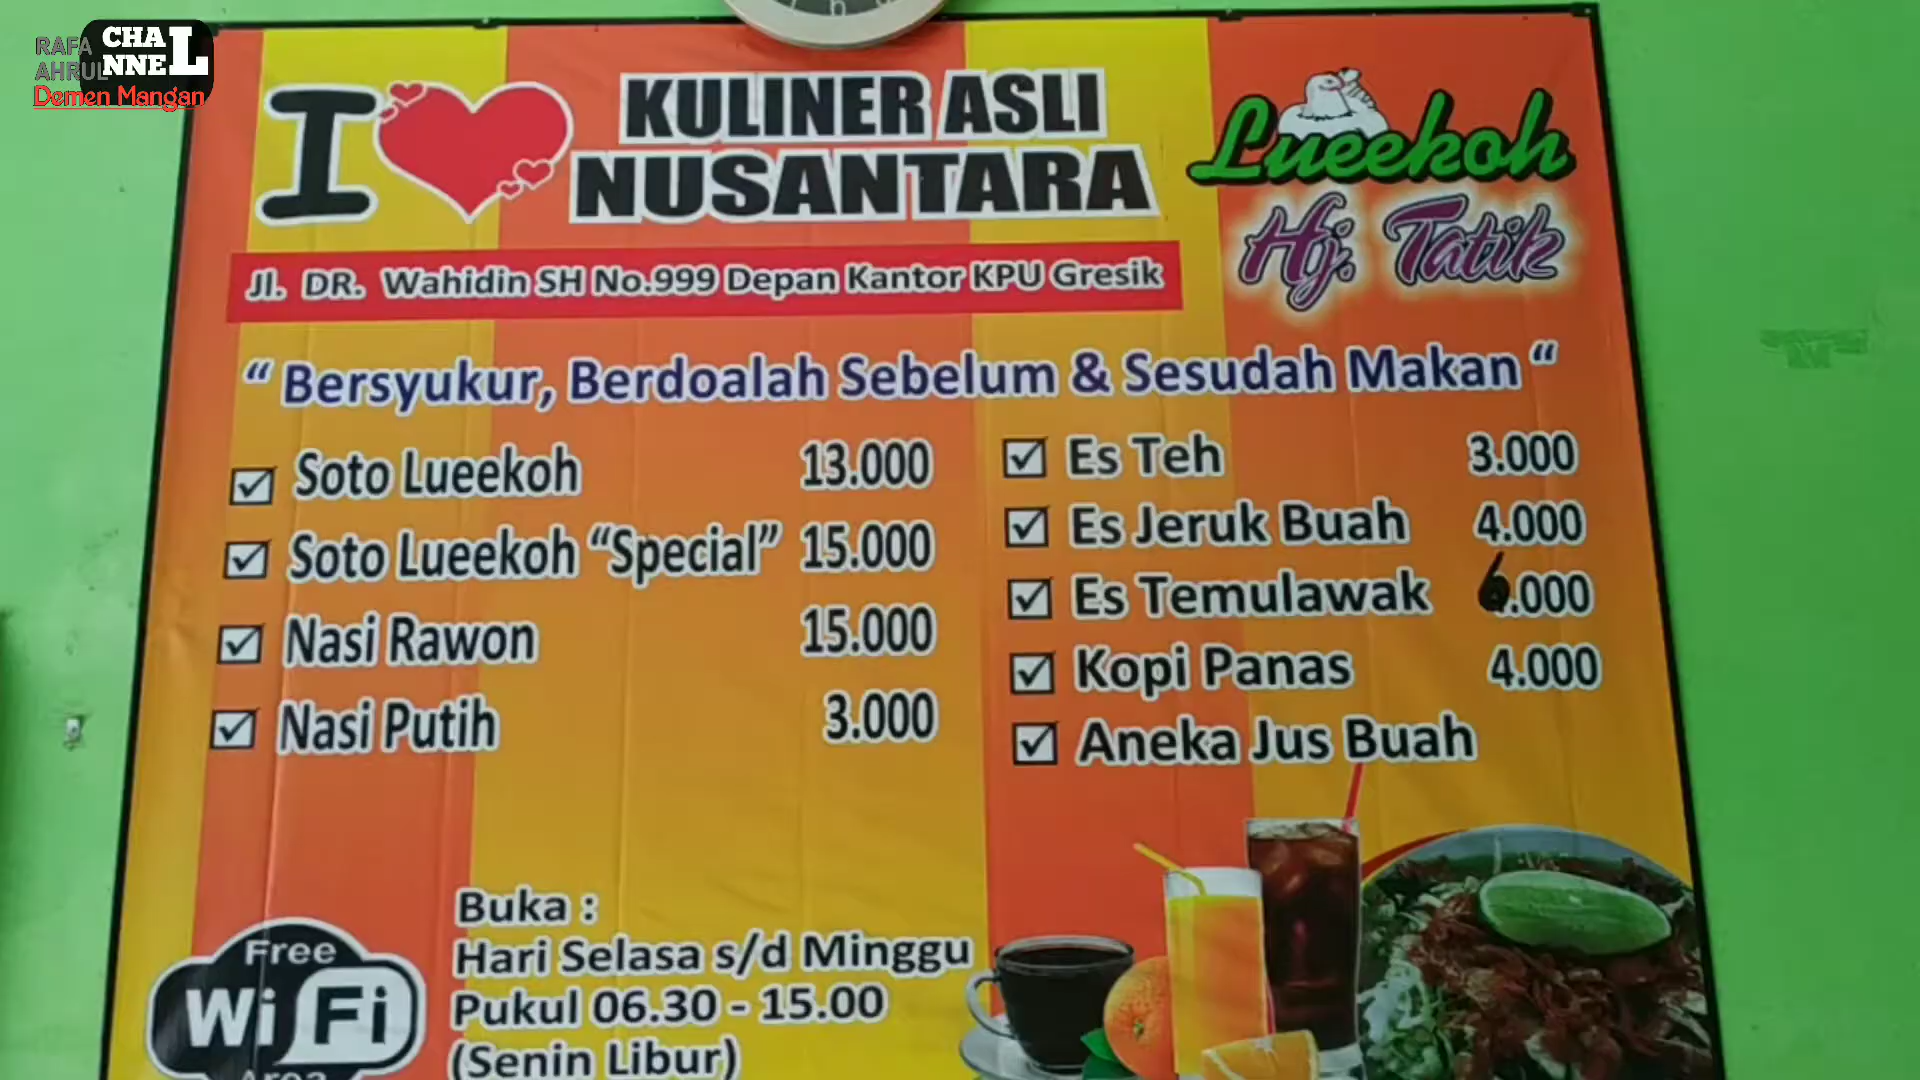 RAFA
AHRUL
CHA
NNEL
Demen Mangan
I
KULINER ASLI
NUSANTARA
Lueekoh
Hj. Tatik
Jl. DR. Wahidin SH No.999 Depan Kantor KPU Gresik
“ Bersyukur, Berdoalah Sebelum & Sesudah Makan “
Soto Lueekoh 13.000
Soto Lueekoh “Special” 15.000
Nasi Rawon 15.000
Nasi Putih 3.000
Es Teh 3.000
Es Jeruk Buah 4.000
Es Temulawak 6.000
Kopi Panas 4.000
Aneka Jus Buah
Free
Wi Fi
Area
Buka :
Hari Selasa s/d Minggu
Pukul 06.30 - 15.00
(Senin Libur)